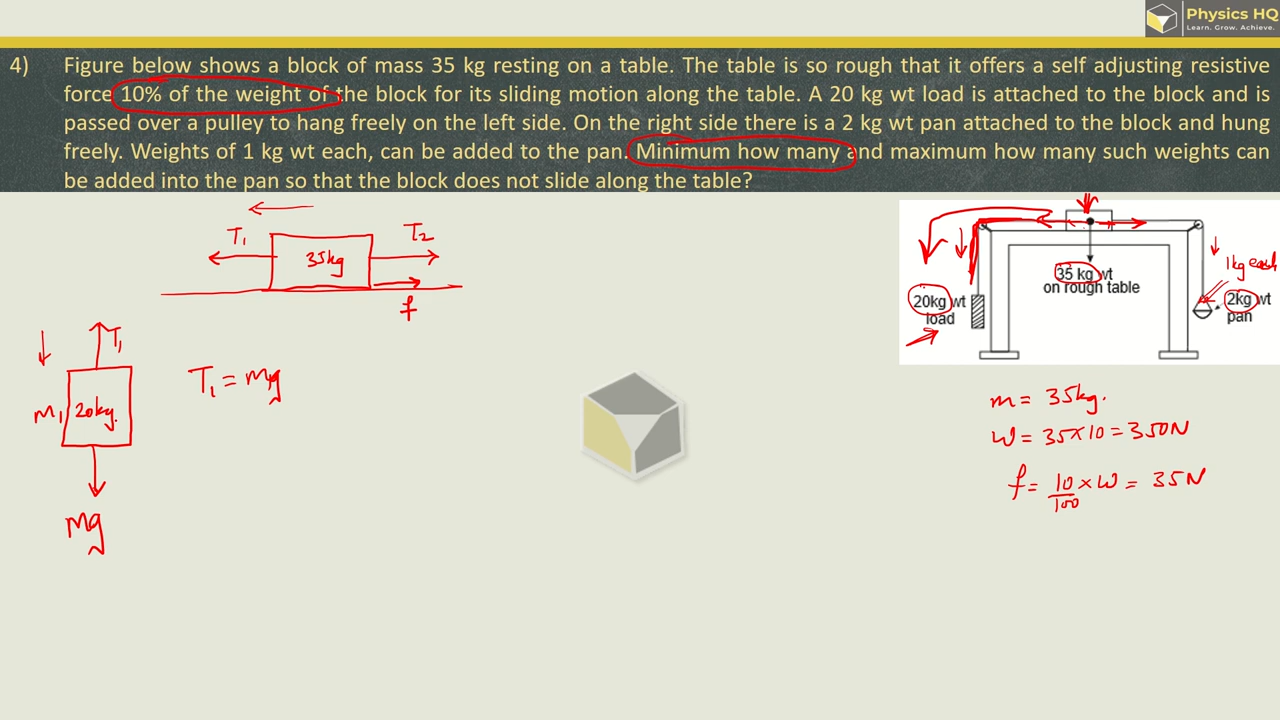 Physics HQ
Learn. Grow. Achieve.
4) Figure below shows a block of mass 35 kg resting on a table. The table is so rough that it offers a self adjusting resistive
force 10% of the weight of the block for its sliding motion along the table. A 20 kg wt load is attached to the block and is
passed over a pulley to hang freely on the left side. On the right side there is a 2 kg wt pan attached to the block and hung
freely. Weights of 1 kg wt each, can be added to the pan. Minimum how many and maximum how many such weights can
be added into the pan so that the block does not slide along the table?
T₁ 35kg T₂
f
T₁
M₁ 20kg.
Mg
T₁ = Mg
1kg each
35 kg wt
on rough table
20kg wt
load
2kg wt
pan
m = 35kg.
W = 35×10 = 350N
f = 10/100 × W = 35N